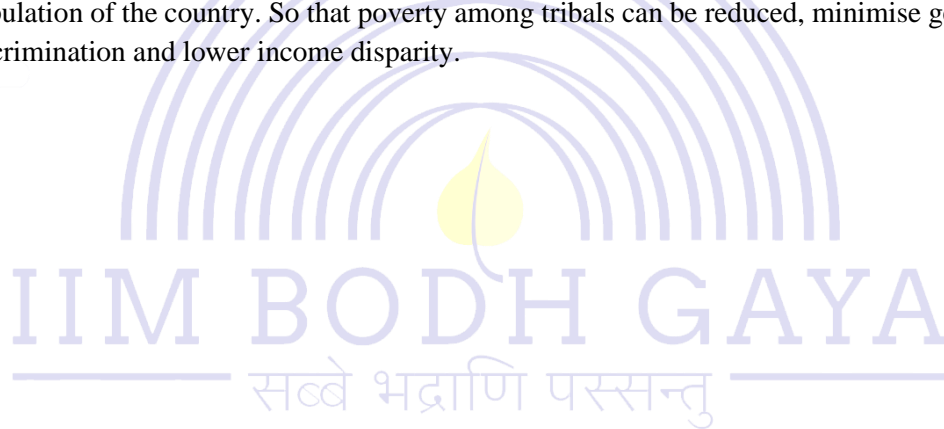 pulation of the country. So that poverty among tribals can be reduced, minimise g
crimination and lower income disparity.
IIM BODH GAYA
सब्बे भद्राणि पस्सन्तु